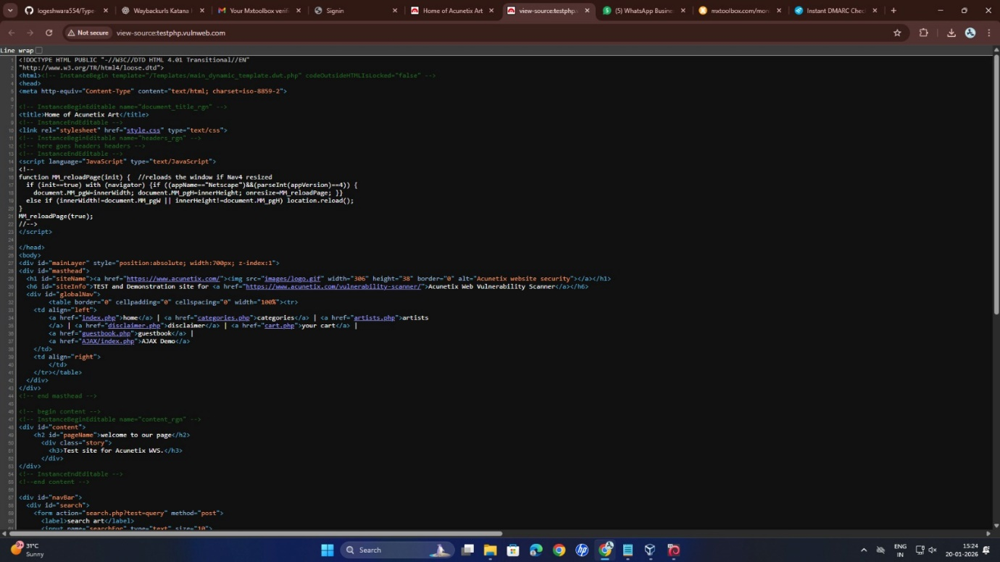 logeshwara554/Type
Waybackurls Katana
Your Mxtoolbox verif
Signin
Home of Acunetix Art
view-source:testphp.v
(5) WhatsApp Busine
mxtoolbox.com/mon
Instant DMARC Chec
Not secure view-source:testphp.vulnweb.com
Line wrap
1 <!DOCTYPE HTML PUBLIC "-//W3C//DTD HTML 4.01 Transitional//EN"
2 "http://www.w3.org/TR/html4/loose.dtd">
3 <html><!-- InstanceBegin template="/Templates/main_dynamic_template.dwt.php" codeOutsideHTMLIsLocked="false" -->
4 <head>
5 <meta http-equiv="Content-Type" content="text/html; charset=iso-8859-2">
6
7 <!-- InstanceBeginEditable name="document_title_rgn" -->
8 <title>Home of Acunetix Art</title>
9 <!-- InstanceEndEditable -->
10 <link rel="stylesheet" href="style.css" type="text/css">
11 <!-- InstanceBeginEditable name="headers_rgn" -->
12 <!-- here goes headers headers -->
13 <!-- InstanceEndEditable -->
14 <script language="JavaScript" type="text/JavaScript">
15 <!--
16 function MM_reloadPage(init) {  //reloads the window if Nav4 resized
17   if (init==true) with (navigator) {if ((appName=="Netscape")&&(parseInt(appVersion)==4)) {
18     document.MM_pgW=innerWidth; document.MM_pgH=innerHeight; onresize=MM_reloadPage; }}
19   else if (innerWidth!=document.MM_pgW || innerHeight!=document.MM_pgH) location.reload();
20 }
21 MM_reloadPage(true);
22 //-->
23 </script>
24
25 </head>
26 <body>
27 <div id="mainLayer" style="position:absolute; width:700px; z-index:1">
28 <div id="masthead">
29   <h1 id="siteName"><a href="https://www.acunetix.com/"><img src="images/logo.gif" width="306" height="38" border="0" alt="Acunetix website security"></a></h1>
30   <h6 id="siteInfo">TEST and Demonstration site for <a href="https://www.acunetix.com/vulnerability-scanner/">Acunetix Web Vulnerability Scanner</a></h6>
31   <div id="globalNav">
32         <table border="0" cellpadding="0" cellspacing="0" width="100%"><tr>
33     <td align="left">
34         <a href="index.php">home</a> | <a href="categories.php">categories</a> | <a href="artists.php">artists
35         </a> | <a href="disclaimer.php">disclaimer</a> | <a href="cart.php">your cart</a> |
36         <a href="guestbook.php">guestbook</a> |
37         <a href="AJAX/index.php">AJAX Demo</a>
38     </td>
39     <td align="right">
40         </td>
41     </tr></table>
42   </div>
43 </div>
44 <!-- end masthead -->
45
46 <!-- begin content -->
47 <!-- InstanceBeginEditable name="content_rgn" -->
48 <div id="content">
49     <h2 id="pageName">welcome to our page</h2>
50       <div class="story">
51         <h3>Test site for Acunetix WVS.</h3>
52       </div>
53 </div>
54 <!-- InstanceEndEditable -->
55 <!--end content -->
56
57 <div id="navBar">
58   <div id="search">
59     <form action="search.php?test=query" method="post">
60       <label>search art</label>
61       <input name="searchFor" type="text" size="10">
9+
31°C
Sunny
Search
ENG
IN
15:24
20-01-2026